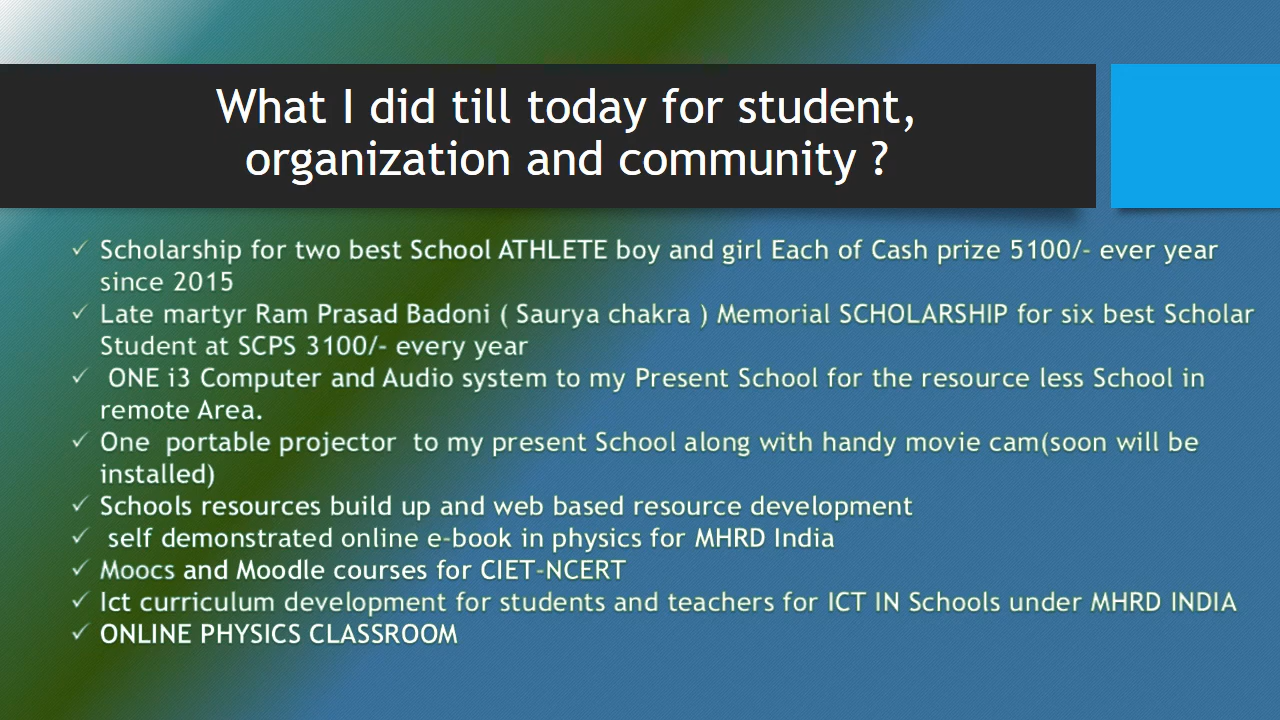 What I did till today for student,
organization and community ?
✓ Scholarship for two best School ATHLETE boy and girl Each of Cash prize 5100/- ever year
since 2015
✓ Late martyr Ram Prasad Badoni ( Saurya chakra ) Memorial SCHOLARSHIP for six best Scholar
Student at SCPS 3100/- every year
✓ ONE i3 Computer and Audio system to my Present School for the resource less School in
remote Area.
✓ One portable projector to my present School along with handy movie cam(soon will be
installed)
✓ Schools resources build up and web based resource development
✓ self demonstrated online e-book in physics for MHRD India
✓ Moocs and Moodle courses for CIET-NCERT
✓ Ict curriculum development for students and teachers for ICT IN Schools under MHRD INDIA
✓ ONLINE PHYSICS CLASSROOM